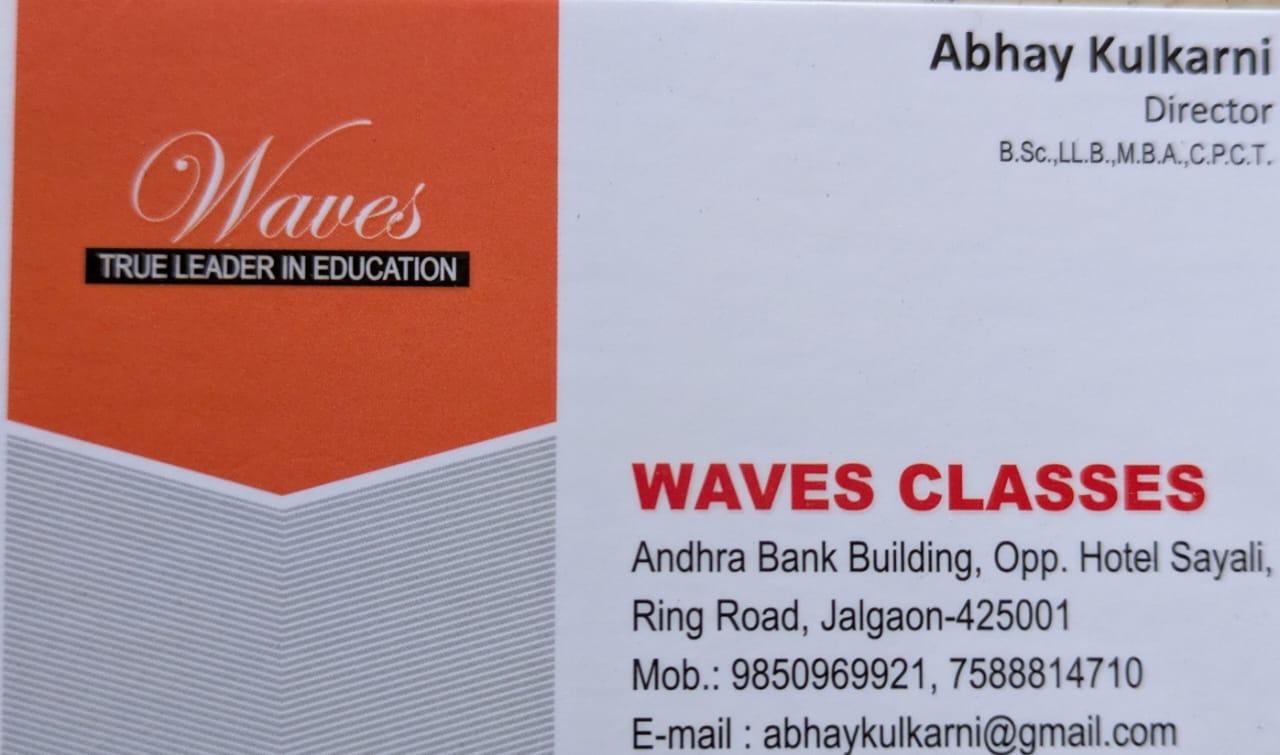 Waves
TRUE LEADER IN EDUCATION
Abhay Kulkarni
Director
B.Sc.,LL.B.,M.B.A.,C.P.C.T.
WAVES CLASSES
Andhra Bank Building, Opp. Hotel Sayali,
Ring Road, Jalgaon-425001
Mob.: 9850969921, 7588814710
E-mail : abhaykulkarni@gmail.com